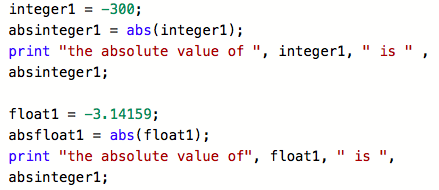 integer1 = -300;
absinteger1 = abs(integer1);
print "the absolute value of ", integer1, " is " ,
absinteger1;
float1 = -3.14159;
absfloat1 = abs(float1);
print "the absolute value of", float1, " is ",
absinteger1;